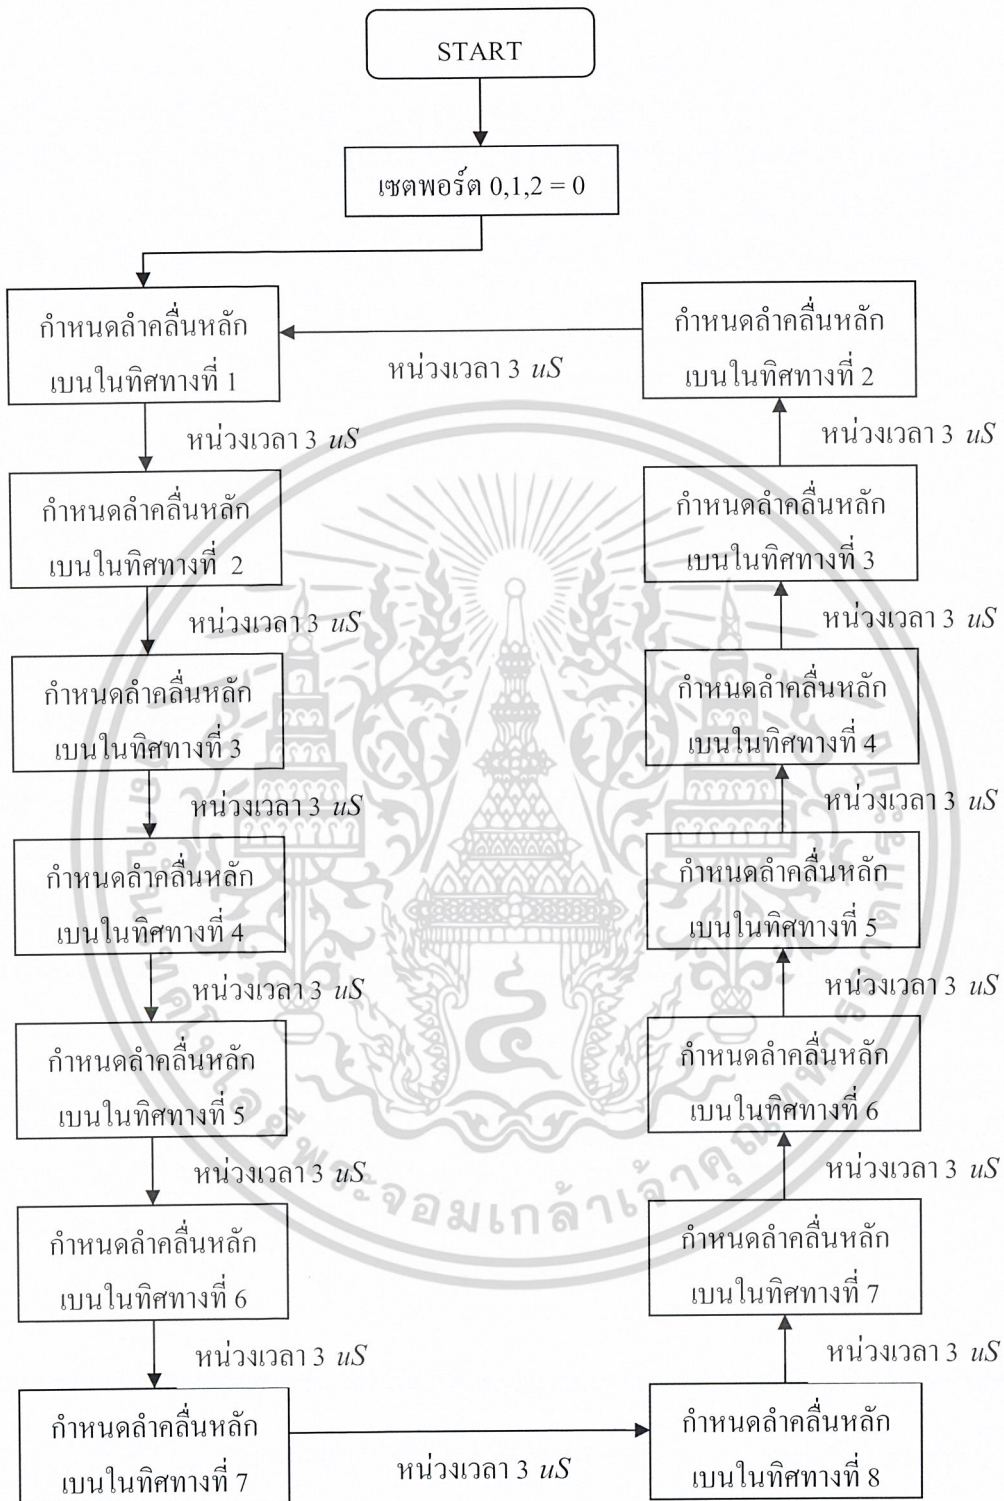 START
เซตพอร์ต 0,1,2 = 0
กำหนดลำคลื่นหลัก
เบนในทิศทางที่ 1
หน่วงเวลา 3 uS
กำหนดลำคลื่นหลัก
เบนในทิศทางที่ 2
หน่วงเวลา 3 uS
กำหนดลำคลื่นหลัก
เบนในทิศทางที่ 3
หน่วงเวลา 3 uS
กำหนดลำคลื่นหลัก
เบนในทิศทางที่ 4
หน่วงเวลา 3 uS
กำหนดลำคลื่นหลัก
เบนในทิศทางที่ 5
หน่วงเวลา 3 uS
กำหนดลำคลื่นหลัก
เบนในทิศทางที่ 6
หน่วงเวลา 3 uS
กำหนดลำคลื่นหลัก
เบนในทิศทางที่ 7
หน่วงเวลา 3 uS
กำหนดลำคลื่นหลัก
เบนในทิศทางที่ 8
หน่วงเวลา 3 uS
กำหนดลำคลื่นหลัก
เบนในทิศทางที่ 7
หน่วงเวลา 3 uS
กำหนดลำคลื่นหลัก
เบนในทิศทางที่ 6
หน่วงเวลา 3 uS
กำหนดลำคลื่นหลัก
เบนในทิศทางที่ 5
หน่วงเวลา 3 uS
กำหนดลำคลื่นหลัก
เบนในทิศทางที่ 4
หน่วงเวลา 3 uS
กำหนดลำคลื่นหลัก
เบนในทิศทางที่ 3
หน่วงเวลา 3 uS
กำหนดลำคลื่นหลัก
เบนในทิศทางที่ 2
หน่วงเวลา 3 uS
พระจอมเกล้าเจ้าคุณทหาร
๔